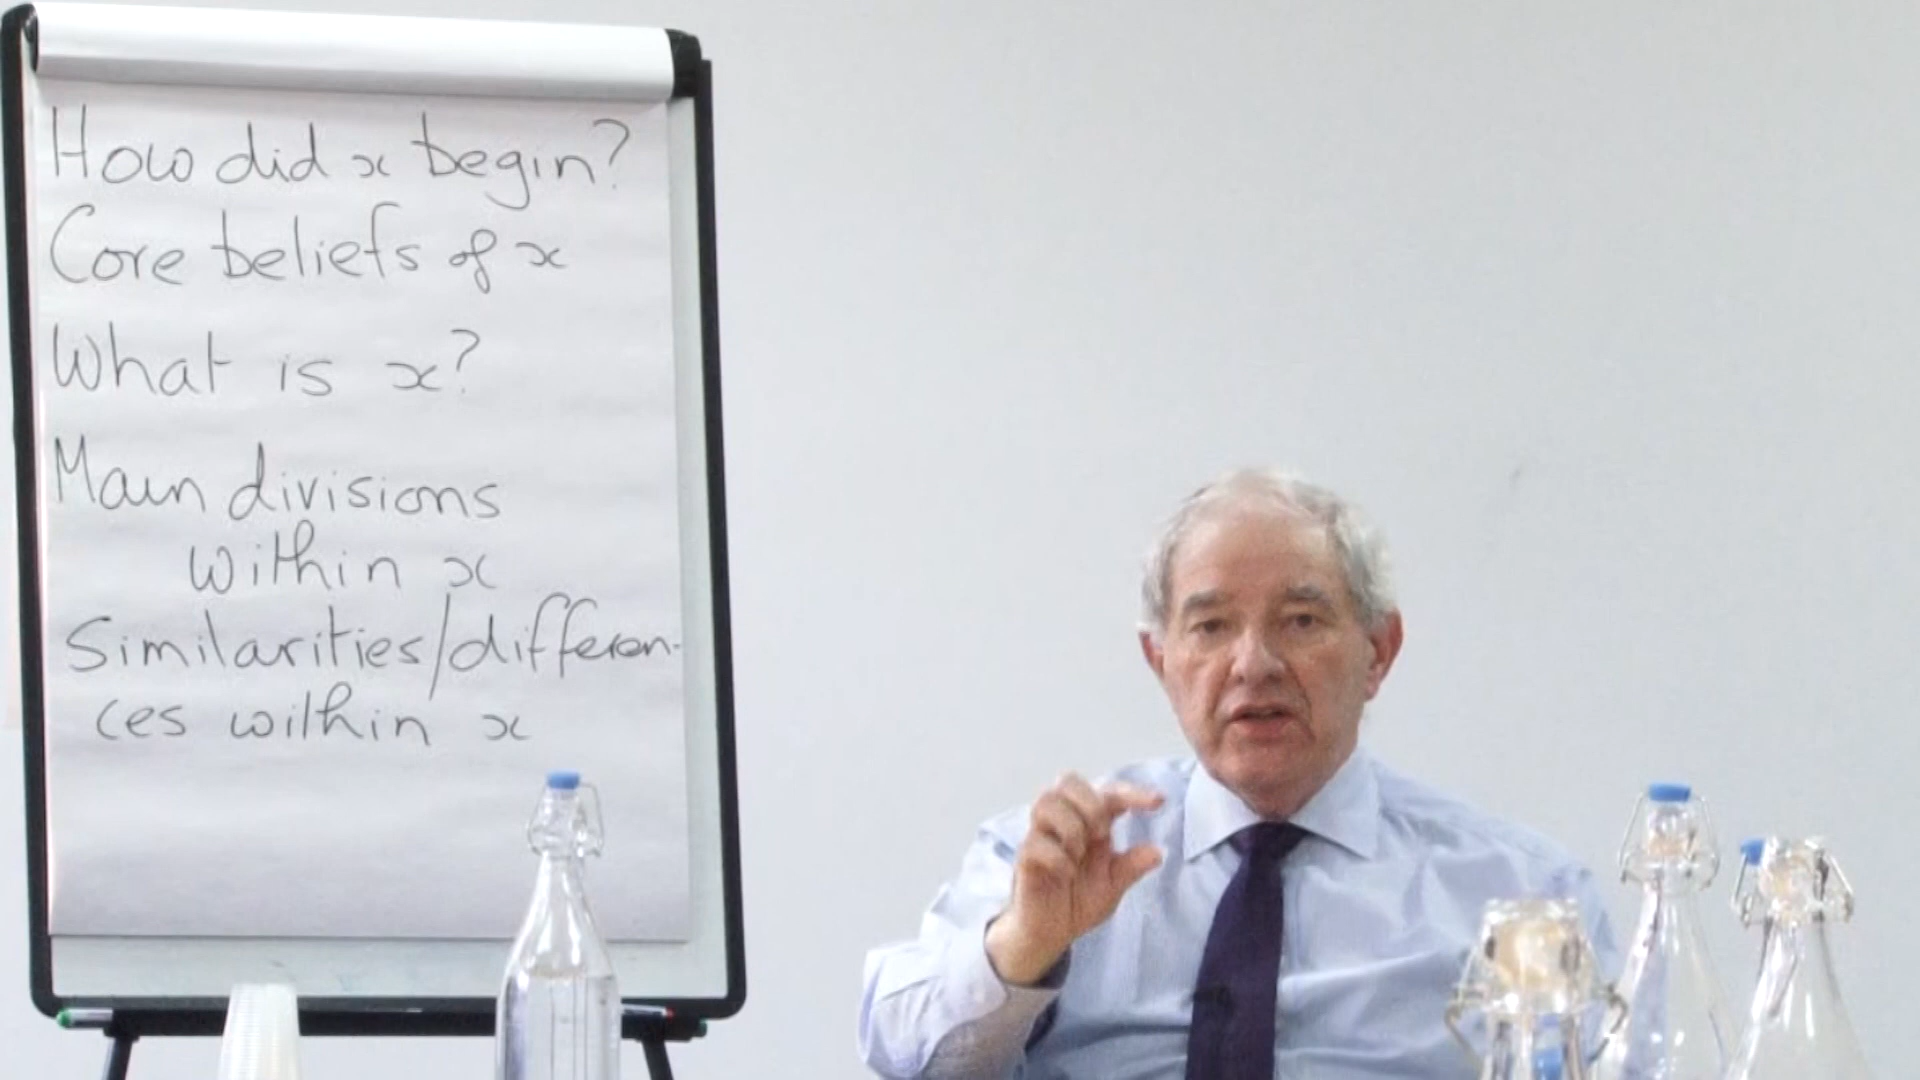 How did x begin?
Core beliefs of x
What is x?
Main divisions
within x
Similarities/differen-
ces within x